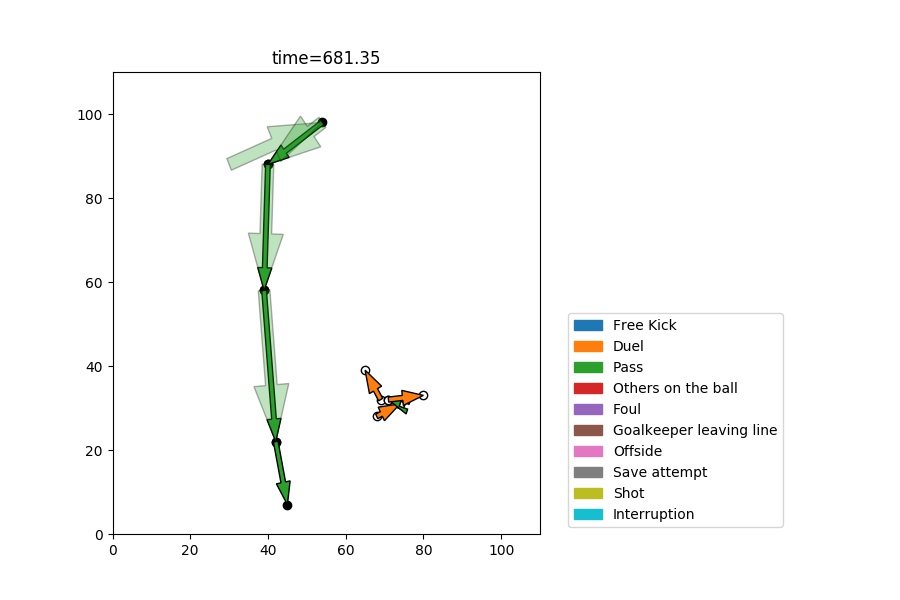 time=681.35
100
80
60
40
20
0
0 20 40 60 80 100
Free Kick
Duel
Pass
Others on the ball
Foul
Goalkeeper leaving line
Offside
Save attempt
Shot
Interruption